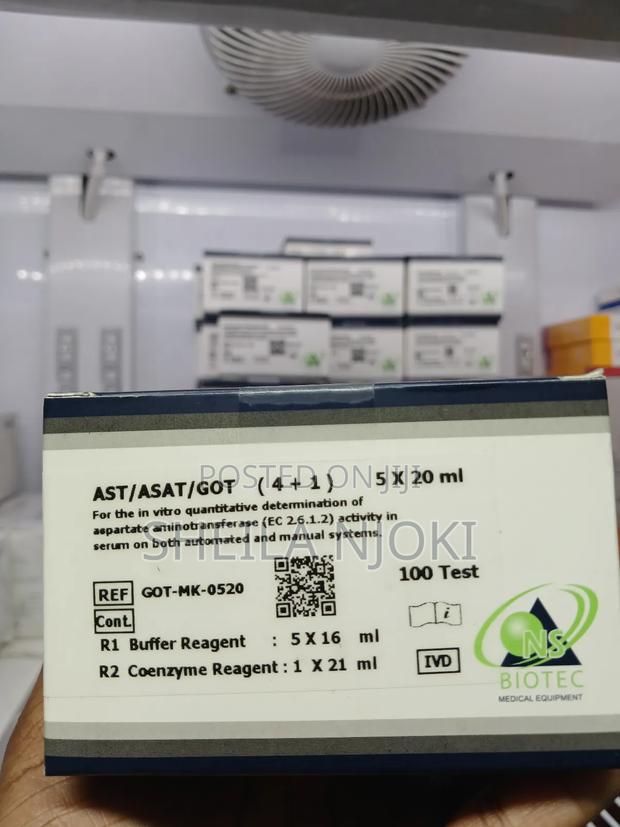 POSTED ON JIJI
SHEILA NJOKI
AST/ASAT/GOT ( 4 + 1 ) 5 X 20 ml
For the in vitro quantitative determination of
aspartate aminotransferase (EC 2.6.1.2) activity in
serum on both automated and manual systems.
100 Test
REF GOT-MK-0520
Cont.
R1 Buffer Reagent : 5 X 16 ml
R2 Coenzyme Reagent : 1 X 21 ml
i
IVD
NS
BIOTEC
MEDICAL EQUIPMENT